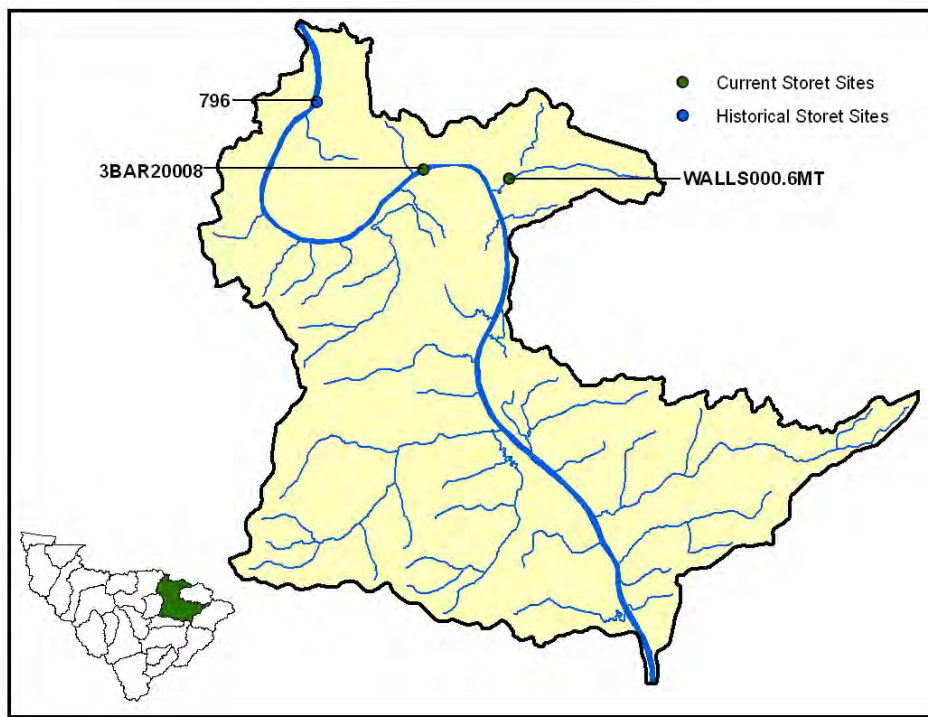 Current Storet Sites
796
Historical Storet Sites
3BAR20008
WALLS000.6MT